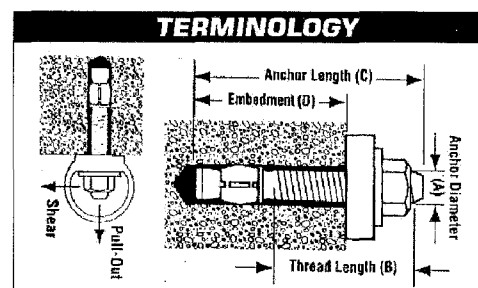 TERMINOLOGY
Anchor Length (C)
Embedment (D)
Anchor Diameter
(A)
Shear
Pull-Out
Thread Length (B)